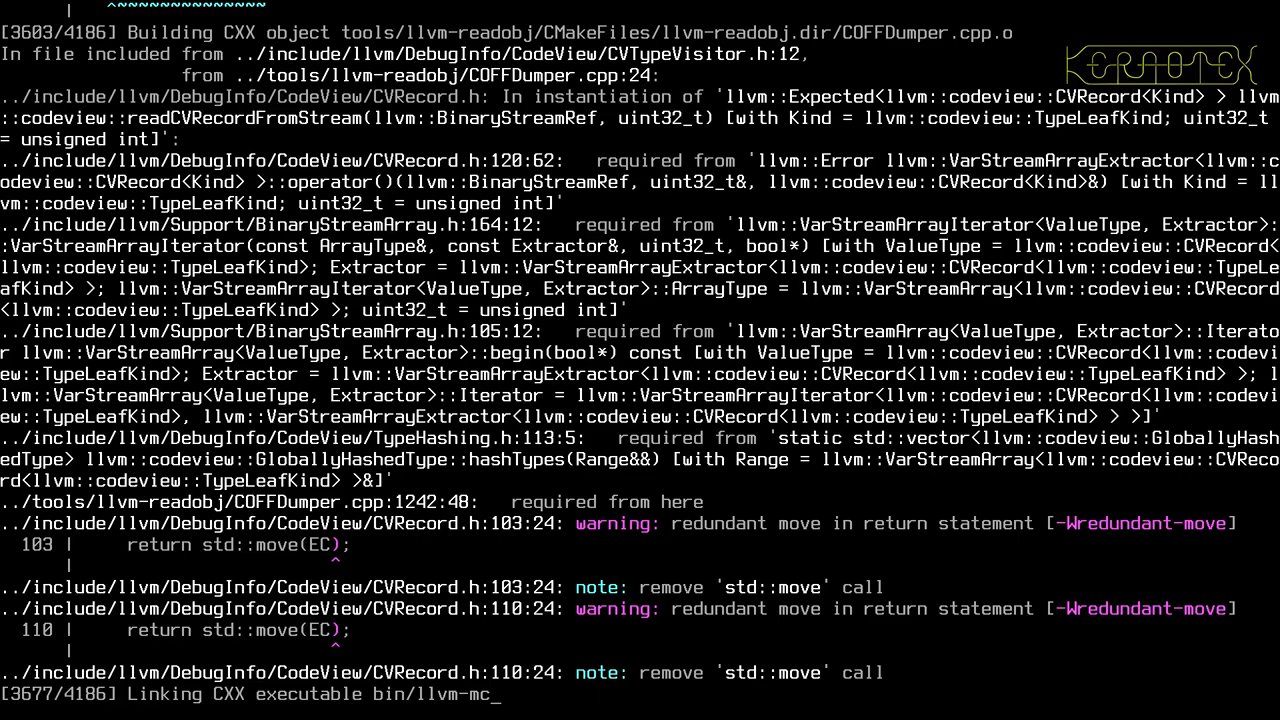 |    ^~~~~~~~~~~~~~~
[3603/4186] Building CXX object tools/llvm-readobj/CMakeFiles/llvm-readobj.dir/COFFDumper.cpp.o
In file included from ../include/llvm/DebugInfo/CodeView/CVTypeVisitor.h:12,
                 from ../tools/llvm-readobj/COFFDumper.cpp:24:
KERNOTEX
../include/llvm/DebugInfo/CodeView/CVRecord.h: In instantiation of 'llvm::Expected<llvm::codeview::CVRecord<Kind> > llvm
::codeview::readCVRecordFromStream(llvm::BinaryStreamRef, uint32_t) [with Kind = llvm::codeview::TypeLeafKind; uint32_t
= unsigned int]':
../include/llvm/DebugInfo/CodeView/CVRecord.h:120:62:   required from 'llvm::Error llvm::VarStreamArrayExtractor<llvm::c
odeview::CVRecord<Kind> >::operator()(llvm::BinaryStreamRef, uint32_t&, llvm::codeview::CVRecord<Kind>&) [with Kind = ll
vm::codeview::TypeLeafKind; uint32_t = unsigned int]'
../include/llvm/Support/BinaryStreamArray.h:164:12:   required from 'llvm::VarStreamArrayIterator<ValueType, Extractor>:
:VarStreamArrayIterator(const ArrayType&, const Extractor&, uint32_t, bool*) [with ValueType = llvm::codeview::CVRecord<
llvm::codeview::TypeLeafKind>; Extractor = llvm::VarStreamArrayExtractor<llvm::codeview::CVRecord<llvm::codeview::TypeLe
afKind> >; llvm::VarStreamArrayIterator<ValueType, Extractor>::ArrayType = llvm::VarStreamArray<llvm::codeview::CVRecord
<llvm::codeview::TypeLeafKind> >; uint32_t = unsigned int]'
../include/llvm/Support/BinaryStreamArray.h:105:12:   required from 'llvm::VarStreamArray<ValueType, Extractor>::Iterato
r llvm::VarStreamArray<ValueType, Extractor>::begin(bool*) const [with ValueType = llvm::codeview::CVRecord<llvm::codevi
ew::TypeLeafKind>; Extractor = llvm::VarStreamArrayExtractor<llvm::codeview::CVRecord<llvm::codeview::TypeLeafKind> >; l
lvm::VarStreamArray<ValueType, Extractor>::Iterator = llvm::VarStreamArrayIterator<llvm::codeview::CVRecord<llvm::codevi
ew::TypeLeafKind>, llvm::VarStreamArrayExtractor<llvm::codeview::CVRecord<llvm::codeview::TypeLeafKind> > >]'
../include/llvm/DebugInfo/CodeView/TypeHashing.h:113:5:   required from 'static std::vector<llvm::codeview::GloballyHash
edType> llvm::codeview::GloballyHashedType::hashTypes(Range&&) [with Range = llvm::VarStreamArray<llvm::codeview::CVReco
rd<llvm::codeview::TypeLeafKind> >&]'
../tools/llvm-readobj/COFFDumper.cpp:1242:48:   required from here
../include/llvm/DebugInfo/CodeView/CVRecord.h:103:24: warning: redundant move in return statement [-Wredundant-move]
  103 |     return std::move(EC);
      |                        ^
../include/llvm/DebugInfo/CodeView/CVRecord.h:103:24: note: remove 'std::move' call
../include/llvm/DebugInfo/CodeView/CVRecord.h:110:24: warning: redundant move in return statement [-Wredundant-move]
  110 |     return std::move(EC);
      |                        ^
../include/llvm/DebugInfo/CodeView/CVRecord.h:110:24: note: remove 'std::move' call
[3677/4186] Linking CXX executable bin/llvm-mc_